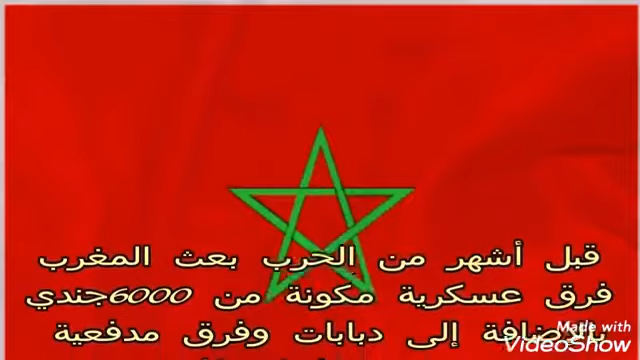 قبل أشهر من الحرب بعث المغرب
فرق عسكرية مكونة من 6000جندي
بالإضافة إلى دبابات وفرق مدفعية
Made with
VideoShow